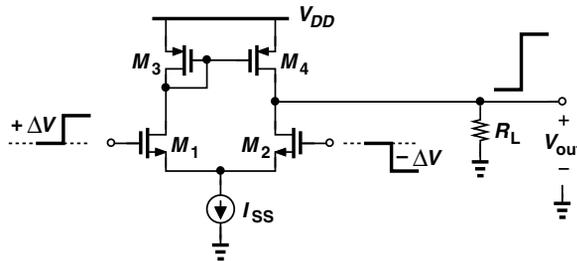 V_DD
M_3
M_4
+ ΔV
M_1
M_2
− ΔV
R_L
+
V_out
−
I_SS